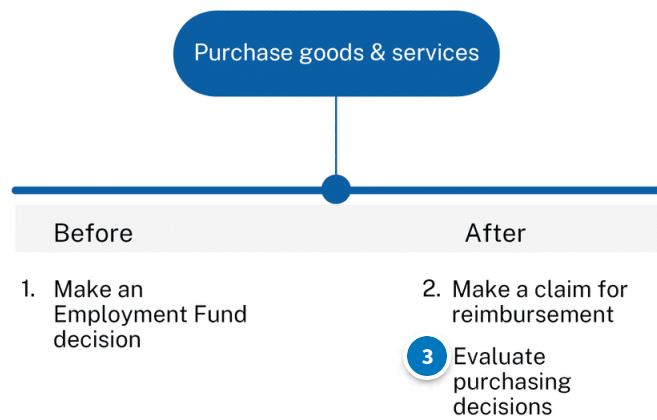 Purchase goods & services
Before
After
1. Make an
Employment Fund
decision
2. Make a claim for
reimbursement
3 Evaluate
purchasing
decisions